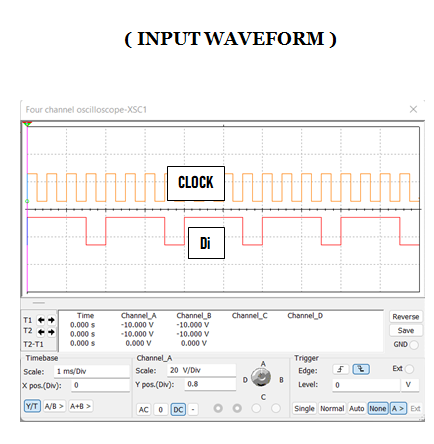 ( INPUT WAVEFORM )
Four channel oscilloscope-XSC1
CLOCK
Di
Time Channel_A Channel_B Channel_C Channel_D
T1 0.000 s -10.000 V -10.000 V
T2 0.000 s -10.000 V -10.000 V
T2-T1 0.000 s 0.000 V 0.000 V
Reverse
Save
GND
Timebase
Scale: 1 ms/Div
X pos.(Div): 0
Y/T A/B > A+B >
Channel_A
Scale: 20 V/Div
Y pos.(Div): 0.8
AC 0 DC -
A
D B
C
Trigger
Edge: Ext
Level: 0 V
Single Normal Auto None A > Ext